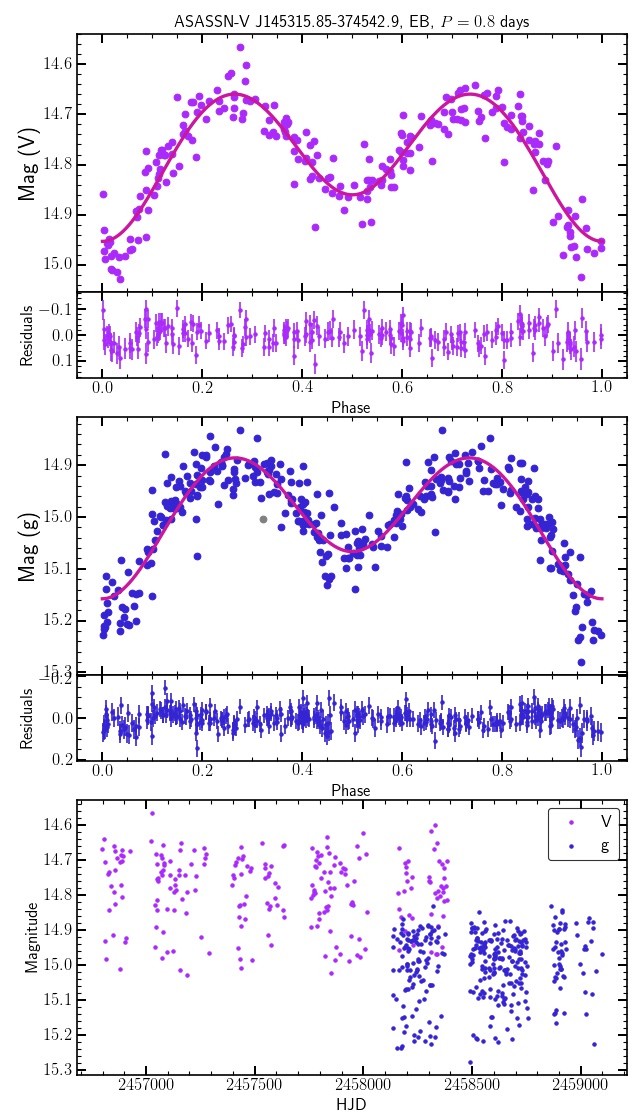 ASASSN-V J145315.85-374542.9, EB, P = 0.8 days
14.6
14.7
14.8
14.9
15.0
Mag (V)
−0.1
0.0
0.1
Residuals
0.0 0.2 0.4 0.6 0.8 1.0
Phase
14.9
15.0
15.1
15.2
15.3
Mag (g)
−0.2
0.0
0.2
Residuals
0.0 0.2 0.4 0.6 0.8 1.0
Phase
V
g
14.6
14.7
14.8
14.9
15.0
15.1
15.2
15.3
Magnitude
2457000 2457500 2458000 2458500 2459000
HJD